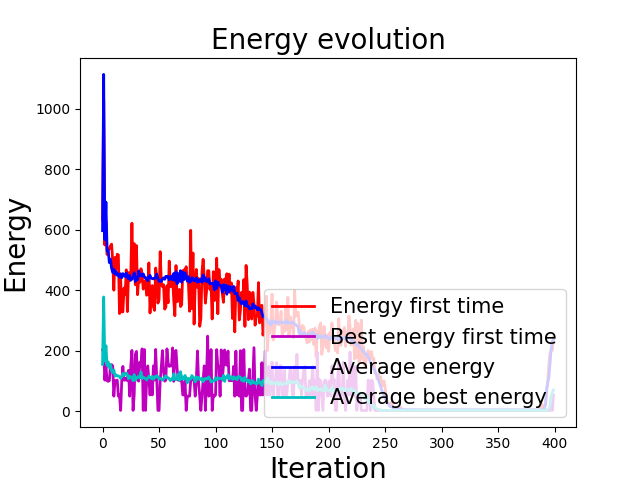 Energy evolution
Energy
1000
800
600
400
200
0
Energy first time
Best energy first time
Average energy
Average best energy
0 50 100 150 200 250 300 350 400
Iteration